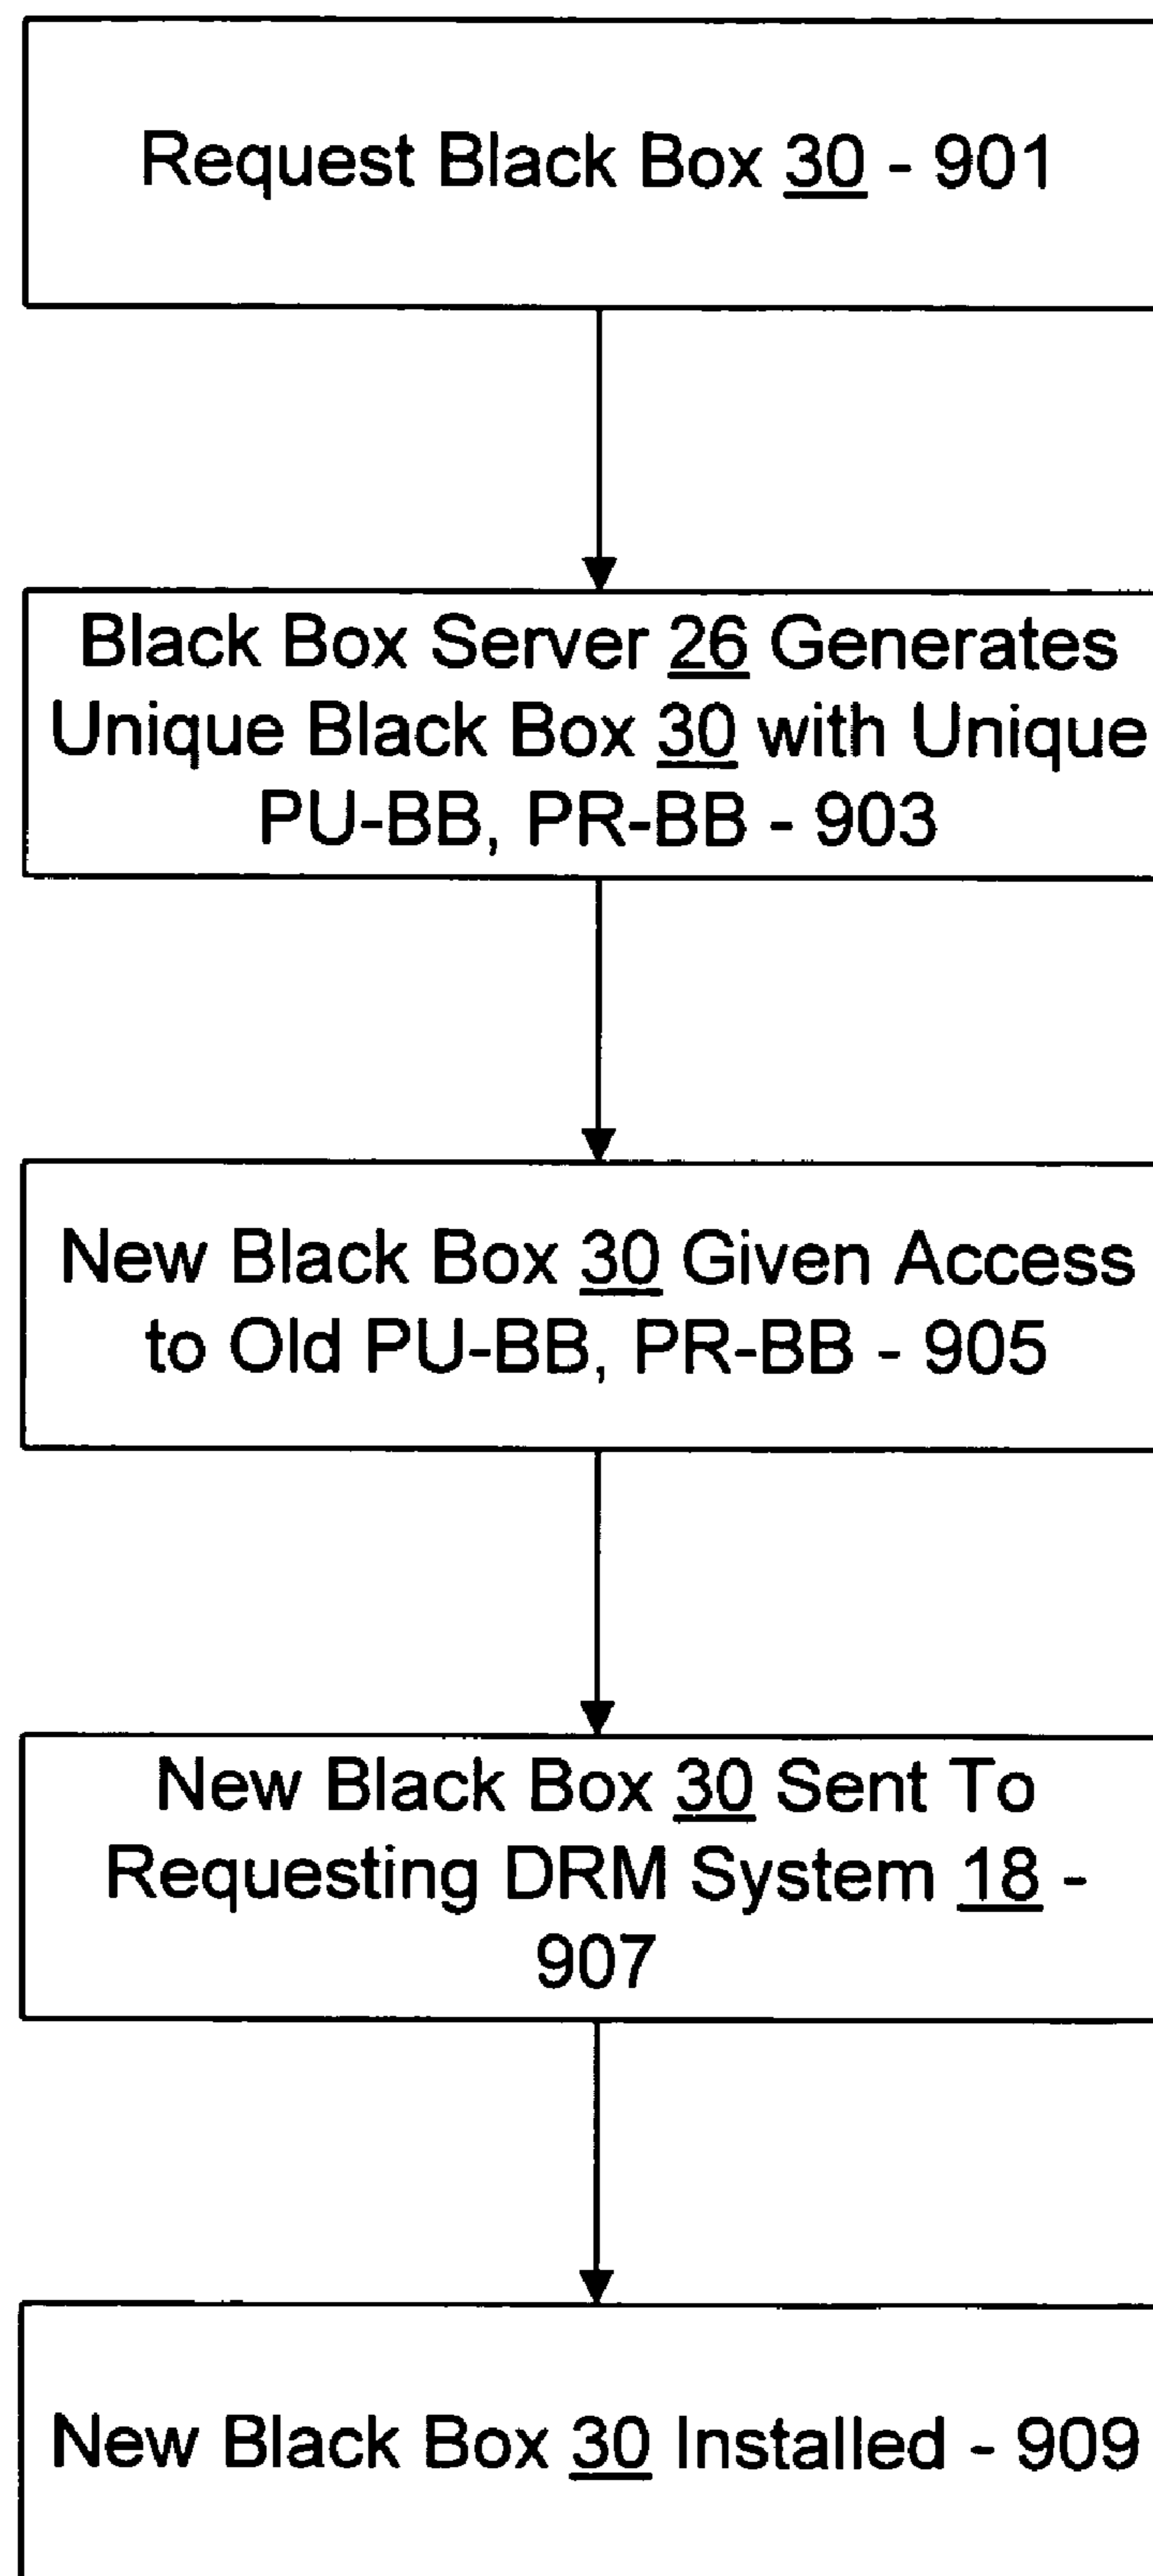 Request Black Box 30 - 901
Black Box Server 26 Generates
Unique Black Box 30 with Unique
PU-BB, PR-BB - 903
New Black Box 30 Given Access
to Old PU-BB, PR-BB - 905
New Black Box 30 Sent To
Requesting DRM System 18 -
907
New Black Box 30 Installed - 909